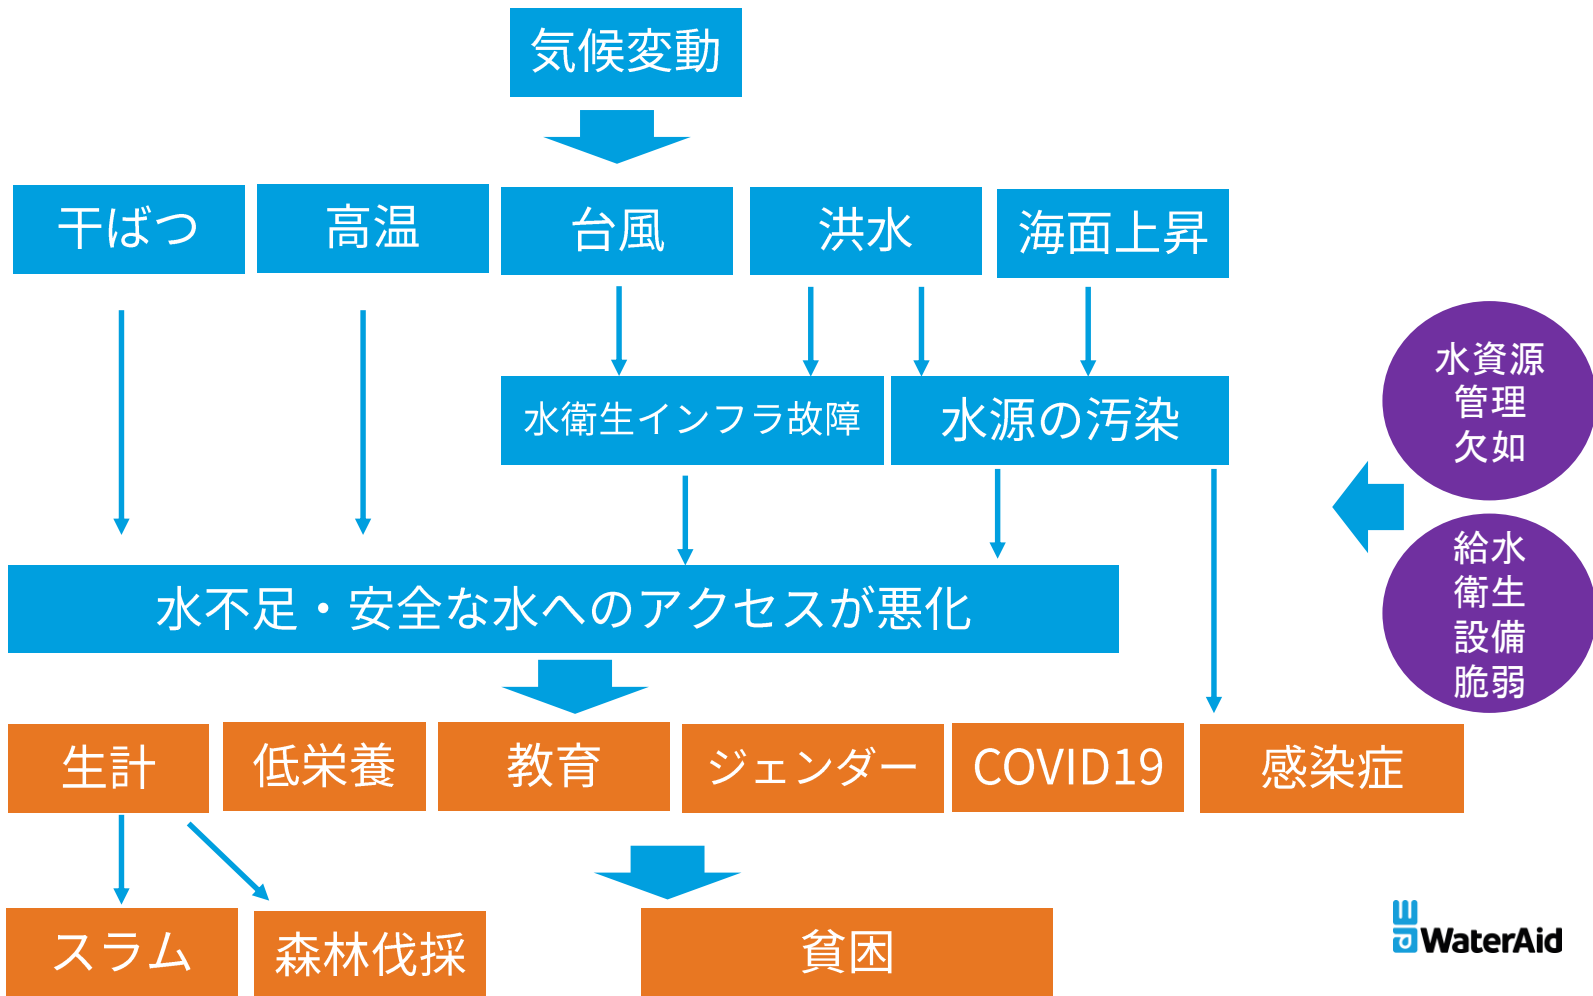 気候変動
干ばつ
高温
台風
洪水
海面上昇
水資源
管理
欠如
水衛生インフラ故障
水源の汚染
給水
衛生
設備
脆弱
水不足・安全な水へのアクセスが悪化
生計
低栄養
教育
ジェンダー
COVID19
感染症
スラム
森林伐採
貧困
WaterAid